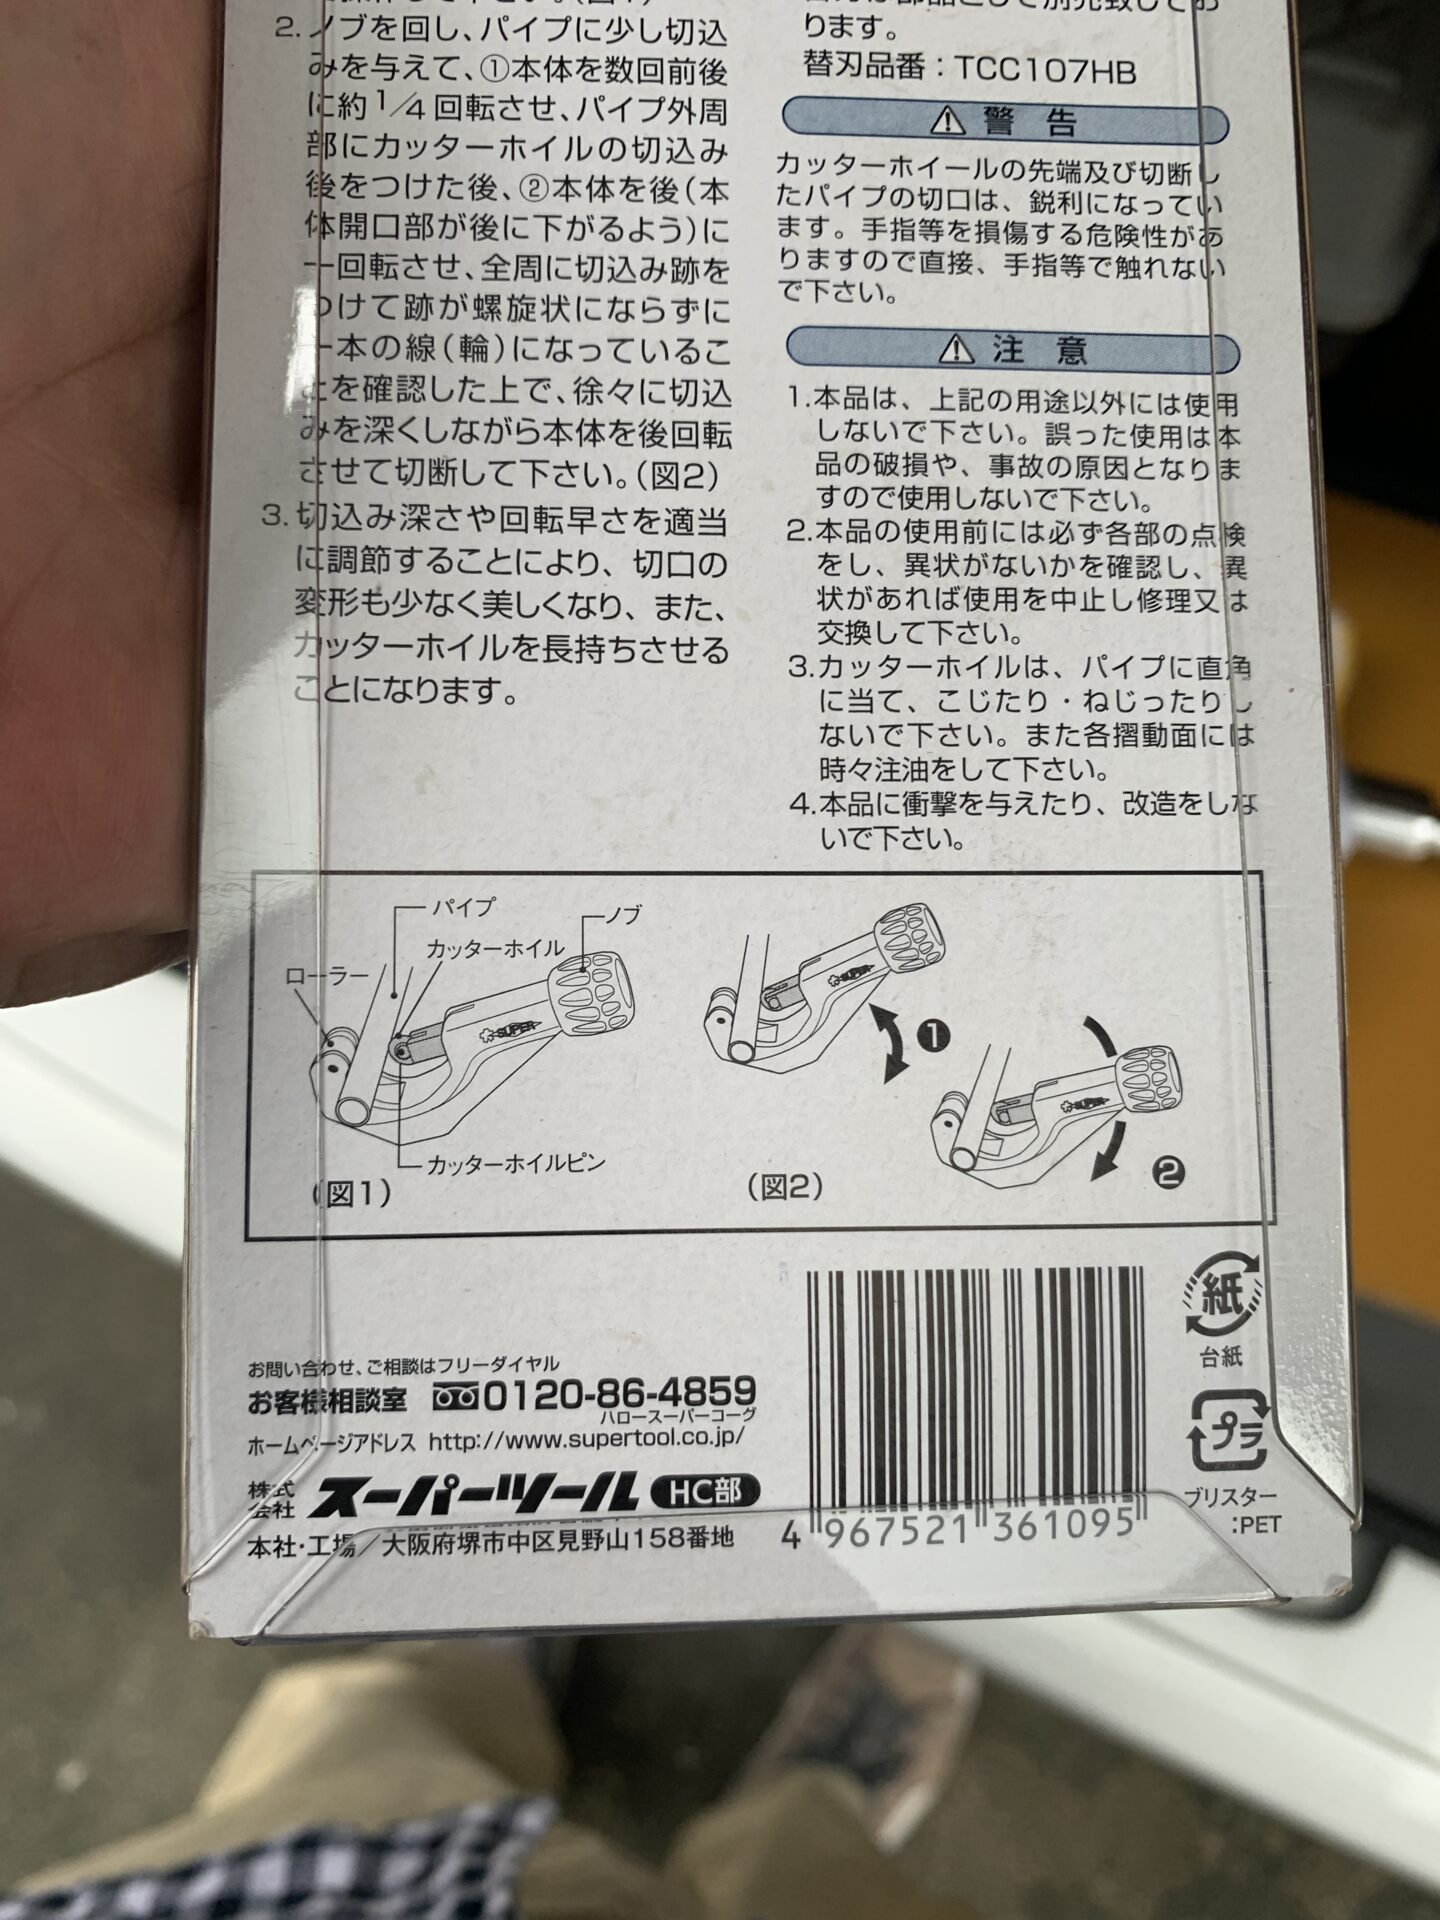 2.ノブを回し、パイプに少し切込
みを与えて、①本体を数回前後
に約1/4回転させ、パイプ外周
部にカッターホイルの切込み
後をつけた後、②本体を後（本
体開口部が後に下がるよう）に
一回転させ、全周に切込み跡を
つけて跡が螺旋状にならずに
一本の線（輪）になっているこ
とを確認した上で、徐々に切込
みを深くしながら本体を後回転
させて切断して下さい。（図2）
3.切込み深さや回転早さを適当
に調節することにより、切口の
変形も少なく美しくなり、また、
カッターホイルを長持ちさせる
ことになります。
ります。
替刃品番：TCC107HB
⚠ 警告
カッターホイールの先端及び切断し
たパイプの切口は、鋭利になってい
ます。手指等を損傷する危険性があ
りますので直接、手指等で触れない
で下さい。
⚠ 注意
1.本品は、上記の用途以外には使用
しないで下さい。誤った使用は本
品の破損や、事故の原因となりま
すので使用しないで下さい。
2.本品の使用前には必ず各部の点検
をし、異状がないかを確認し、異
状があれば使用を中止し修理又は
交換して下さい。
3.カッターホイルは、パイプに直角
に当て、こじたり・ねじったりし
ないで下さい。また各摺動面には
時々注油をして下さい。
4.本品に衝撃を与えたり、改造をしな
いで下さい。
パイプ
ノブ
カッターホイル
ローラー
SUPER
カッターホイルピン
（図1）
SUPER
❶
SUPER
❷
（図2）
お問い合わせ、ご相談はフリーダイヤル
お客様相談室 0120-86-4859
ハロースーパーコーグ
ホームページアドレス http://www.supertool.co.jp/
株式会社 スーパーツール HC部
本社・工場／大阪府堺市中区見野山158番地
4 967521 361095
紙
台紙
プラ
ブリスター
:PET